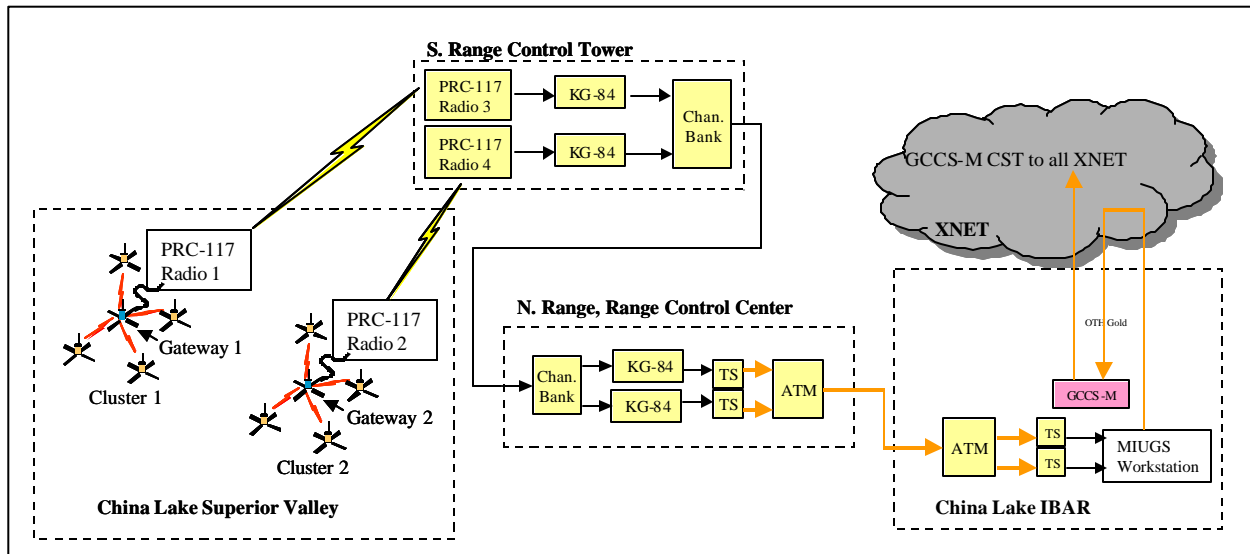 S. Range Control Tower
PRC-117
Radio 3
KG-84
Chan.
Bank
PRC-117
Radio 4
KG-84
GCCS-M CST to all XNET
XNET
PRC-117
Radio 1
Gateway 1
Cluster 1
PRC-117
Radio 2
Gateway 2
Cluster 2
China Lake Superior Valley
N. Range, Range Control Center
Chan.
Bank
KG-84
TS
KG-84
TS
ATM
OTH Gold
GCCS-M
ATM
TS
TS
MIUGS
Workstation
China Lake IBAR